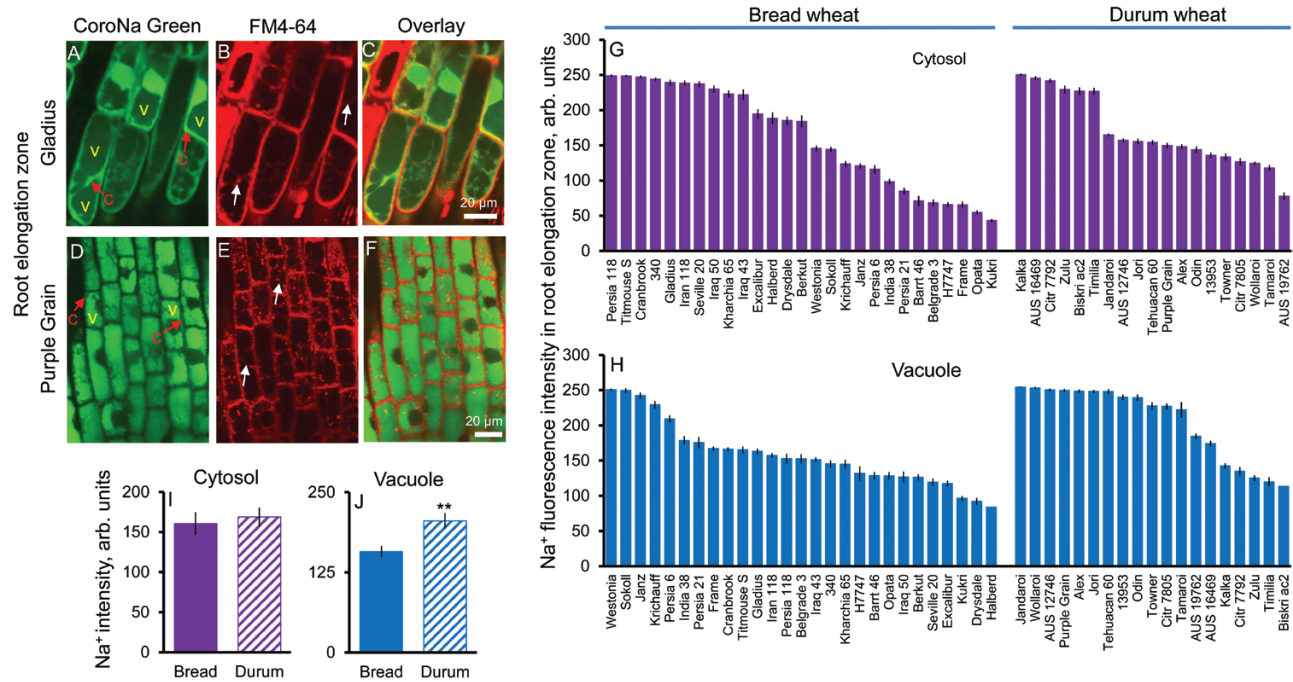 CoroNa Green
FM4-64
Overlay
Root elongation zone
Gladius
Purple Grain
A
V
V
V
V
C
C
B
C
20 µm
D
C
V
V
C
E
F
20 µm
Cytosol
Vacuole
Na⁺ intensity, arb. units
I
200
150
100
50
0
Bread
Durum
J
**
250
125
0
Bread
Durum
Bread wheat
Durum wheat
Na⁺ fluorescence intensity in root elongation zone, arb. units
G
Cytosol
300
250
200
150
100
50
0
Persia 118
Titmouse S
Cranbrook
340
Gladius
Iran 118
Seville 20
Iraq 50
Kharchia 65
Iraq 43
Excalibur
Halberd
Drysdale
Berkut
Westonia
Sokoll
Krichauff
Janz
Persia 6
India 38
Persia 21
Barrt 46
Belgrade 3
H7747
Frame
Opata
Kukri
Kalka
AUS 16469
Citr 7792
Zulu
Biskri ac2
Timilia
Jandaroi
AUS 12746
Jori
Tehuacan 60
Purple Grain
Alex
Odin
13953
Towner
Citr 7805
Wollaroi
Tamaroi
AUS 19762
H
Vacuole
300
250
200
150
100
50
0
Westonia
Sokoll
Janz
Krichauff
Persia 6
India 38
Persia 21
Frame
Cranbrook
Titmouse S
Gladius
Iran 118
Persia 118
Belgrade 3
Iraq 43
340
Kharchia 65
H7747
Barrt 46
Opata
Iraq 50
Berkut
Seville 20
Excalibur
Kukri
Drysdale
Halberd
Jandaroi
Wollaroi
AUS 12746
Purple Grain
Alex
Jori
Tehuacan 60
13953
Odin
Towner
Citr 7805
Tamaroi
AUS 19762
AUS 16469
Kalka
Citr 7792
Zulu
Timilia
Biskri ac2